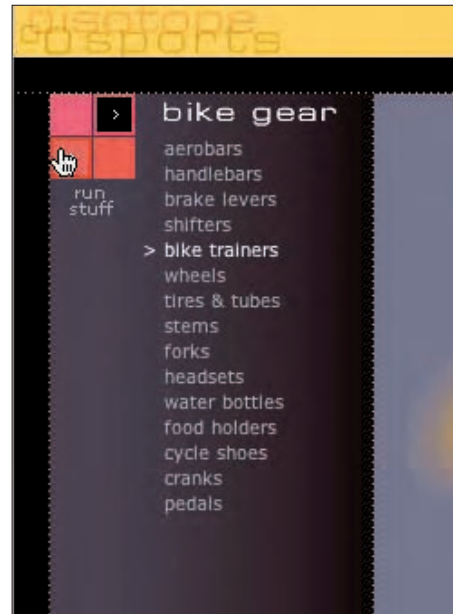 sports
>
bike gear
run
stuff
aerobars
handlebars
brake levers
shifters
> bike trainers
wheels
tires & tubes
stems
forks
headsets
water bottles
food holders
cycle shoes
cranks
pedals